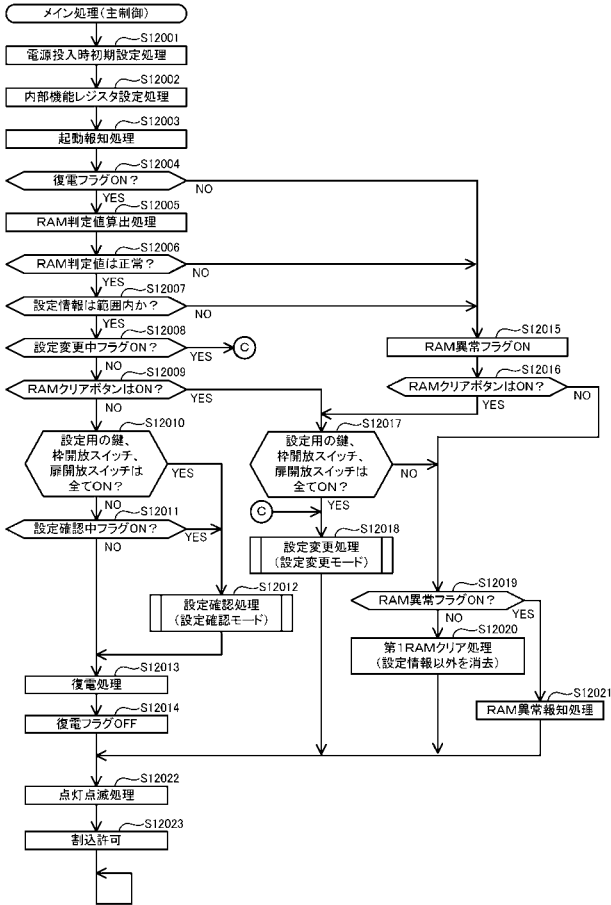 メイン処理(主制御)
S12001
電源投入時初期設定処理
S12002
内部機能レジスタ設定処理
S12003
起動報知処理
S12004
復電フラグON?
NO
YES
S12005
RAM判定値算出処理
S12006
RAM判定値は正常?
NO
YES
S12007
設定情報は範囲内か?
NO
YES
S12008
設定変更中フラグON?
YES
C
NO
S12009
RAMクリアボタンはON?
YES
NO
S12010
設定用の鍵、
枠開放スイッチ、
扉開放スイッチは
全てON?
YES
NO
S12011
設定確認中フラグON?
YES
NO
S12012
設定確認処理
(設定確認モード)
S12013
復電処理
S12014
復電フラグOFF
S12015
RAM異常フラグON
S12016
RAMクリアボタンはON?
NO
YES
S12017
設定用の鍵、
枠開放スイッチ、
扉開放スイッチは
全てON?
NO
YES
C
S12018
設定変更処理
(設定変更モード)
S12019
RAM異常フラグON?
NO
YES
S12020
第1RAMクリア処理
(設定情報以外を消去)
S12021
RAM異常報知処理
S12022
点灯点滅処理
S12023
割込許可